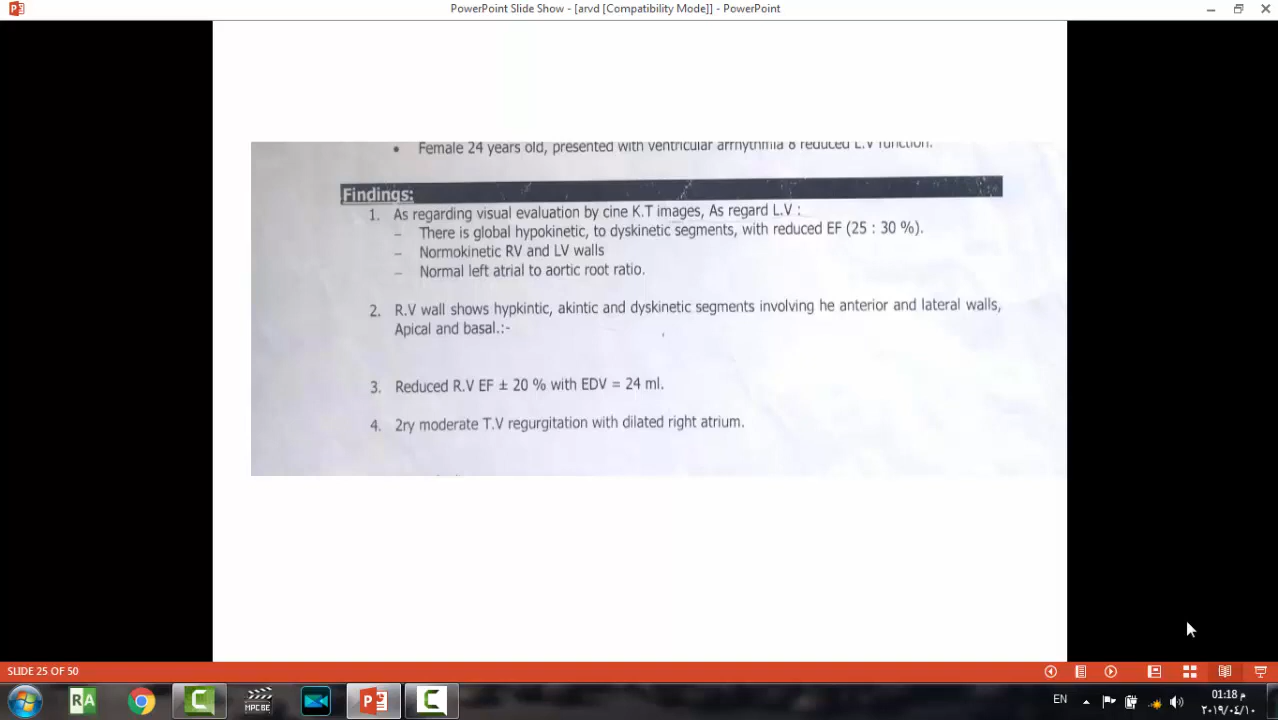 PowerPoint Slide Show - [arvd [Compatibility Mode]] - PowerPoint
• Female 24 years old, presented with ventricular arrhythmia & reduced L.V function.
Findings:
1. As regarding visual evaluation by cine K.T images, As regard L.V :
– There is global hypokinetic, to dyskinetic segments, with reduced EF (25 : 30 %).
– Normokinetic RV and LV walls
– Normal left atrial to aortic root ratio.
2. R.V wall shows hypkintic, akintic and dyskinetic segments involving he anterior and lateral walls,
Apical and basal.:-
3. Reduced R.V EF ± 20 % with EDV = 24 ml.
4. 2ry moderate T.V regurgitation with dilated right atrium.
SLIDE 25 OF 50
RA
MPC BE
EN
01:18 م
٢٠١٩/٠٤/١٠